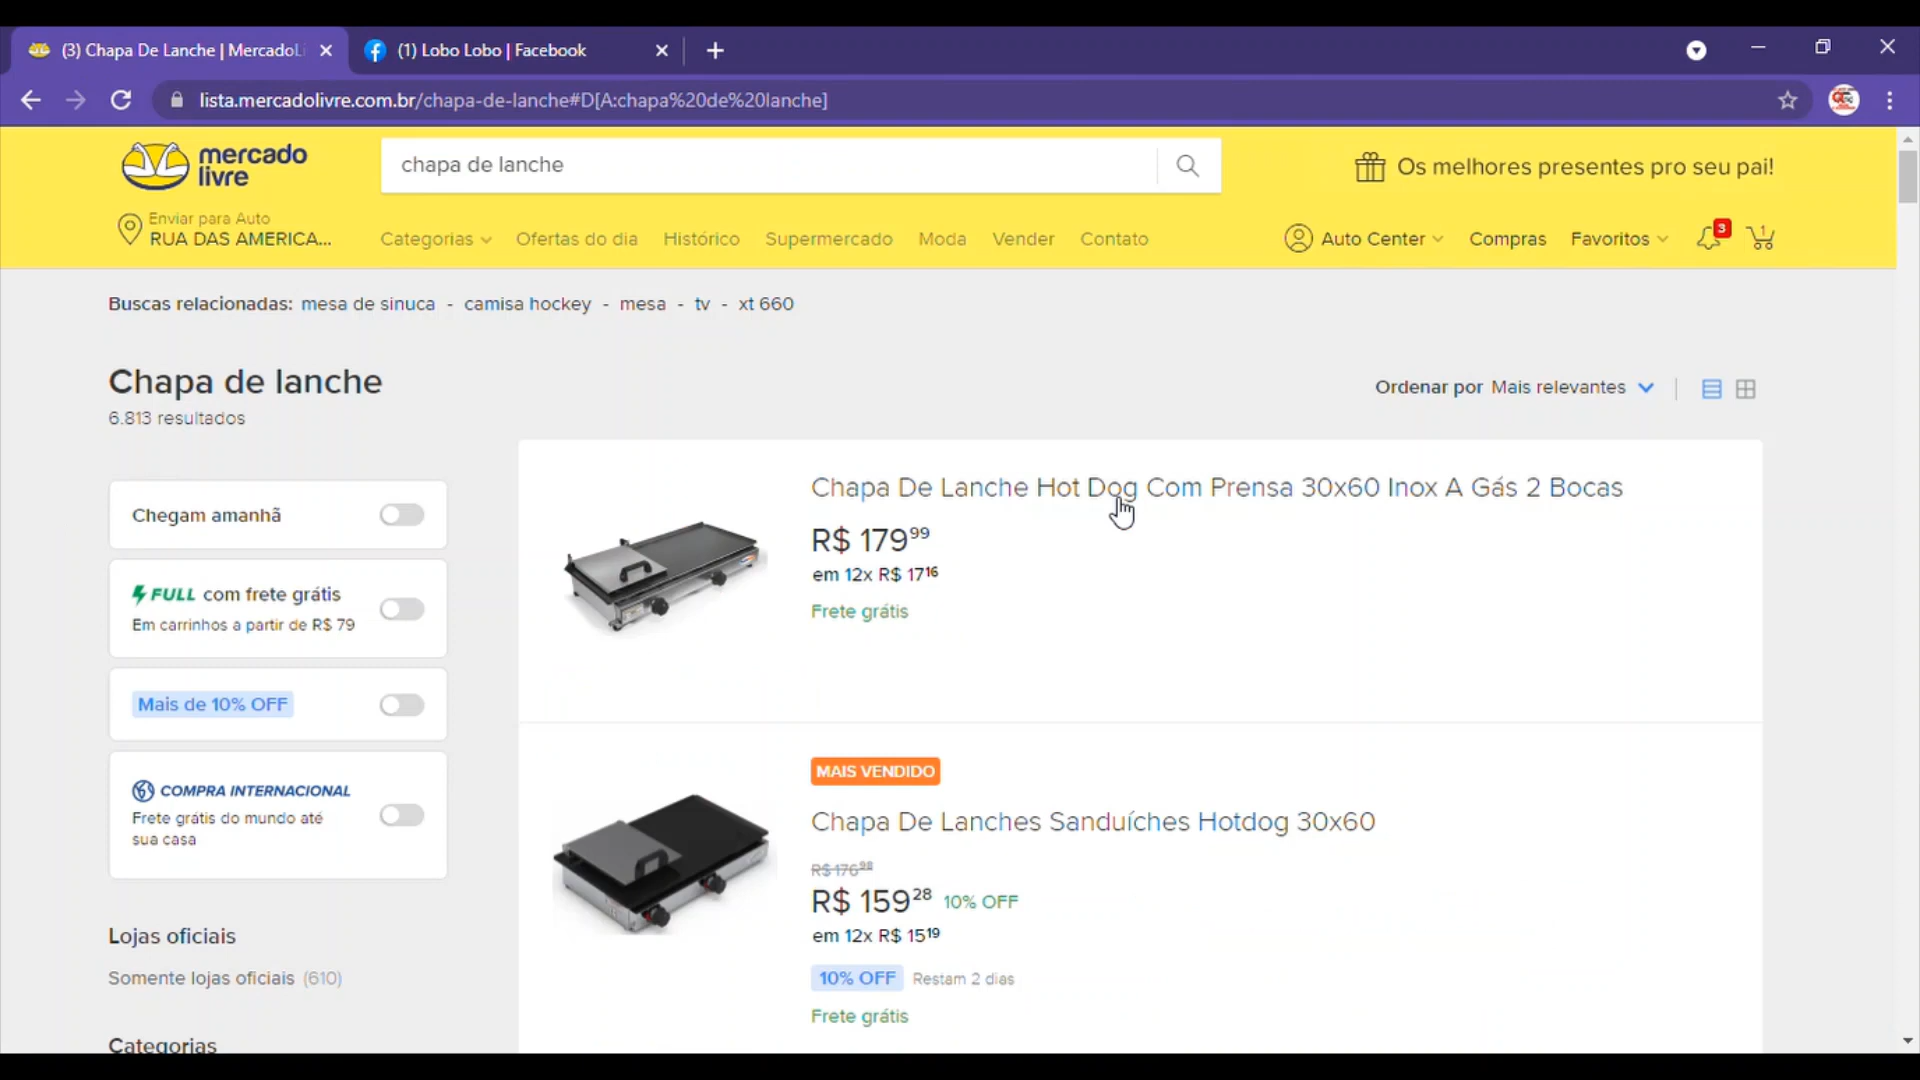 (3) Chapa De Lanche | MercadoLi
(1) Lobo Lobo | Facebook
lista.mercadolivre.com.br/chapa-de-lanche#D[A:chapa%20de%20lanche]
mercado
livre
chapa de lanche
Os melhores presentes pro seu pai!
Enviar para Auto
RUA DAS AMERICA...
Categorias
Ofertas do dia
Histórico
Supermercado
Moda
Vender
Contato
Auto Center
Compras
Favoritos
3
1
Buscas relacionadas: mesa de sinuca - camisa hockey - mesa - tv - xt 660
Chapa de lanche
6.813 resultados
Ordenar por Mais relevantes
Chegam amanhã
FULL com frete grátis
Em carrinhos a partir de R$ 79
Mais de 10% OFF
COMPRA INTERNACIONAL
Frete grátis do mundo até
sua casa
Lojas oficiais
Somente lojas oficiais (610)
Categorias
Chapa De Lanche Hot Dog Com Prensa 30x60 Inox A Gás 2 Bocas
R$ 179 99
em 12x R$ 17 16
Frete grátis
MAIS VENDIDO
Chapa De Lanches Sanduíches Hotdog 30x60
R$ 176 98
R$ 159 28 10% OFF
em 12x R$ 15 19
10% OFF Restam 2 dias
Frete grátis